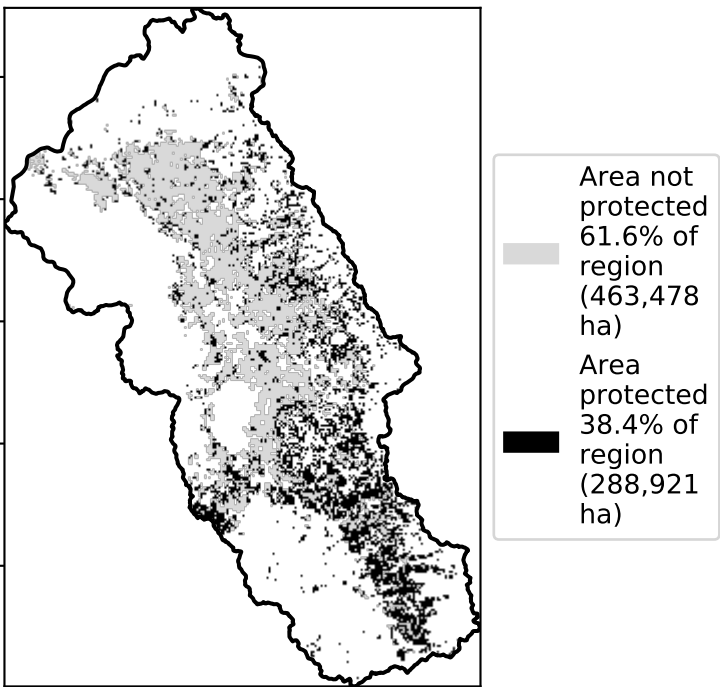 Area not
protected
61.6% of
region
(463,478
ha)
Area
protected
38.4% of
region
(288,921
ha)